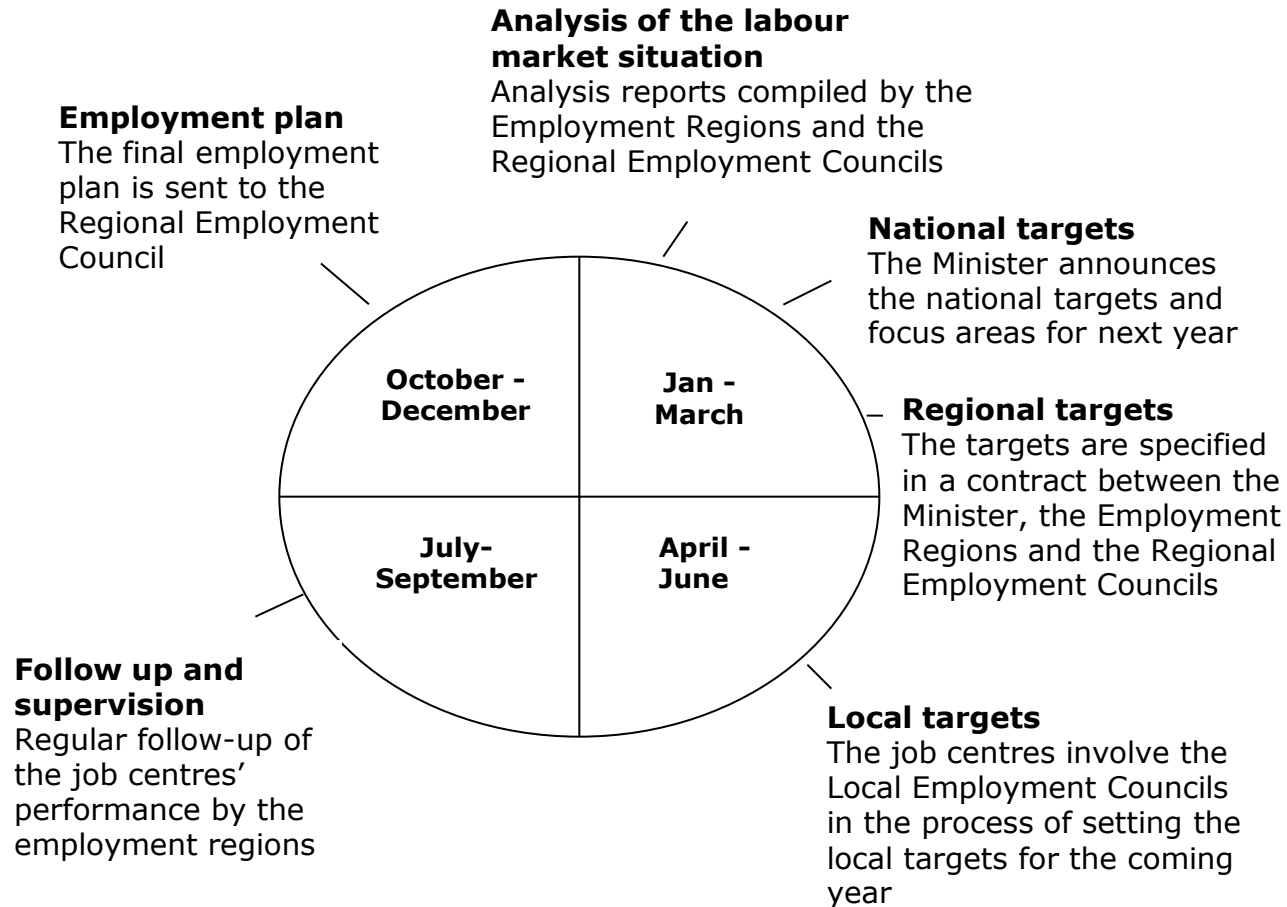 Analysis of the labour
market situation
Analysis reports compiled by the
Employment Regions and the
Regional Employment Councils
Employment plan
The final employment
plan is sent to the
Regional Employment
Council
National targets
The Minister announces
the national targets and
focus areas for next year
October -
December
Jan -
March
Regional targets
The targets are specified
in a contract between the
Minister, the Employment
Regions and the Regional
Employment Councils
July-
September
April -
June
Follow up and
supervision
Regular follow-up of
the job centres’
performance by the
employment regions
Local targets
The job centres involve the
Local Employment Councils
in the process of setting the
local targets for the coming
year